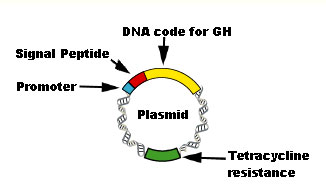 DNA code for GH
Signal Peptide
Promoter
Plasmid
Tetracycline
resistance